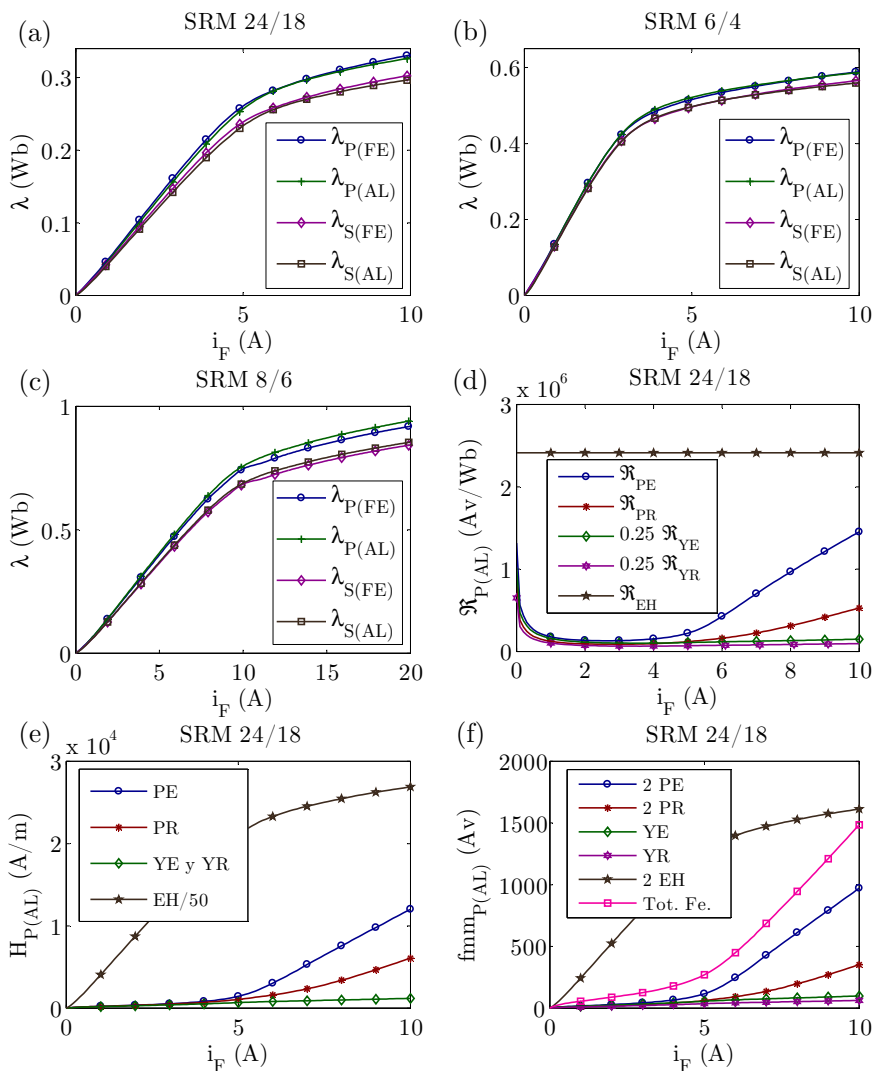 (a)
SRM 24/18
λ (Wb)
0.3
0.2
0.1
0
λP(FE)
λP(AL)
λS(FE)
λS(AL)
0 5 10
iF (A)
(b)
SRM 6/4
λ (Wb)
0.6
0.4
0.2
0
λP(FE)
λP(AL)
λS(FE)
λS(AL)
0 5 10
iF (A)
(c)
SRM 8/6
λ (Wb)
1
0.5
0
λP(FE)
λP(AL)
λS(FE)
λS(AL)
0 5 10 15 20
iF (A)
(d)
SRM 24/18
x 10⁶
ℜP(AL) (Av/Wb)
3
2
1
0
ℜPE
ℜPR
0.25 ℜYE
0.25 ℜYR
ℜEH
0 2 4 6 8 10
iF (A)
(e)
SRM 24/18
x 10⁴
HP(AL) (A/m)
3
2
1
0
PE
PR
YE y YR
EH/50
0 5 10
iF (A)
(f)
SRM 24/18
fmmP(AL) (Av)
2000
1500
1000
500
0
2 PE
2 PR
YE
YR
2 EH
Tot. Fe.
0 5 10
iF (A)